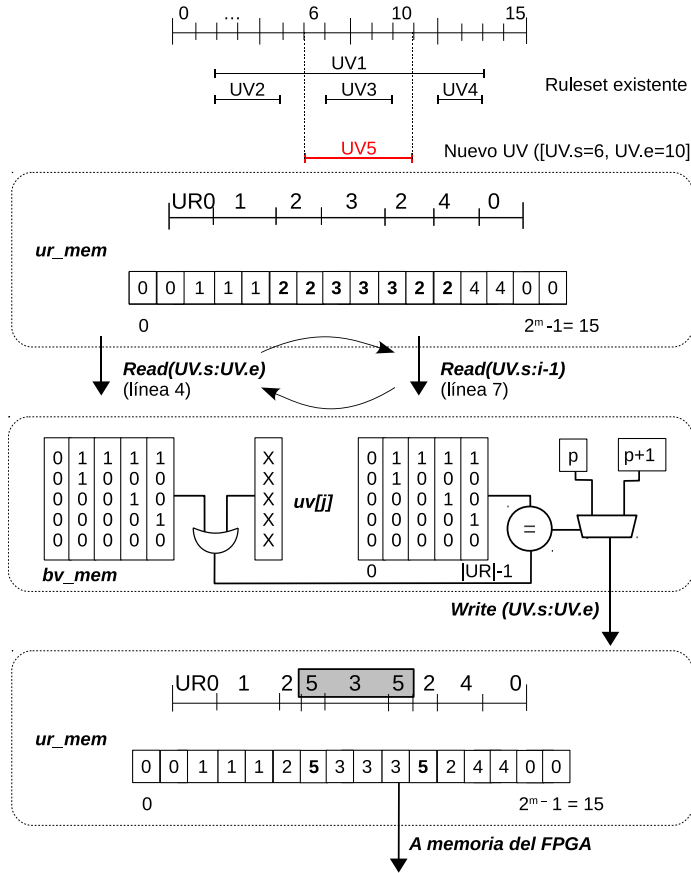 0 ... 6 10 15
UV1
UV2 UV3 UV4
Ruleset existente
UV5
Nuevo UV ([UV.s=6, UV.e=10]
UR0 1 2 3 2 4 0
ur_mem
0 0 1 1 1 2 2 3 3 3 2 2 4 4 0 0
0 2ᵐ-1= 15
Read(UV.s:UV.e) Read(UV.s:i-1)
(línea 4) (línea 7)
0 1 1 1 1 X 0 1 1 1 1 p p+1
0 1 0 0 0 X 0 1 0 0 0
0 0 0 1 0 X 0 0 0 1 0
0 0 0 0 1 X 0 0 0 0 1
0 0 0 0 0 X 0 0 0 0 0
uv[j] =
bv_mem 0 |UR|-1
Write (UV.s:UV.e)
UR0 1 2 5 3 5 2 4 0
ur_mem
0 0 1 1 1 2 5 3 3 3 5 2 4 4 0 0
0 2ᵐ⁻ 1 = 15
A memoria del FPGA